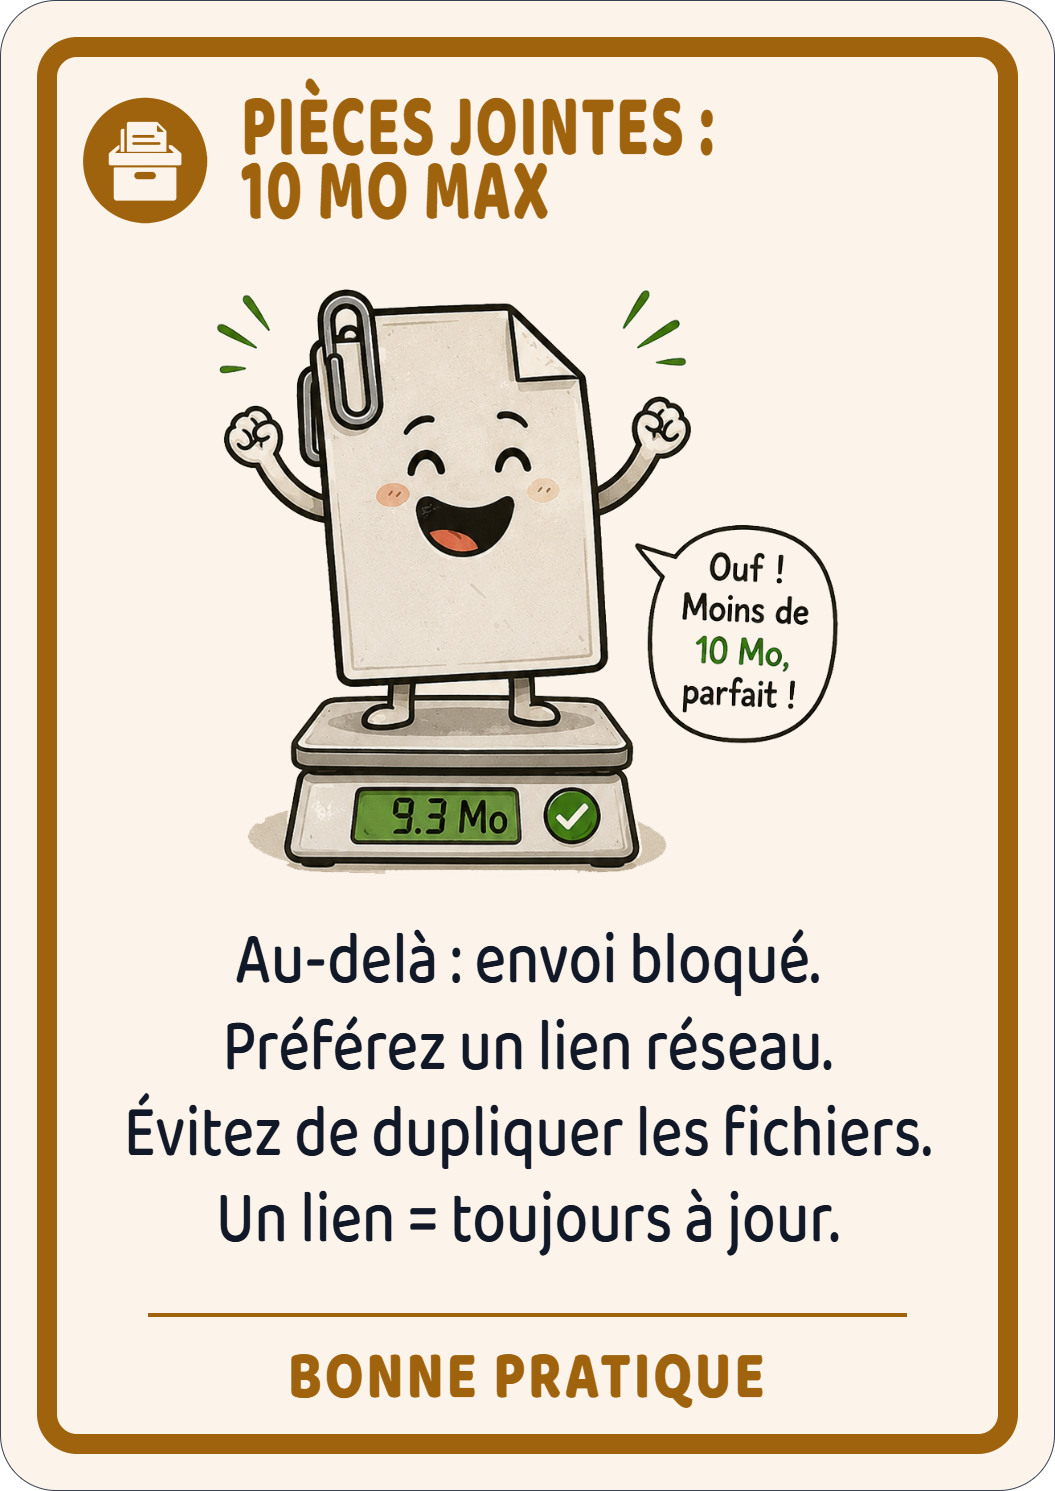 PIÈCES JOINTES :
10 MO MAX
Ouf !
Moins de
10 Mo,
parfait !
9.3 Mo
Au-delà : envoi bloqué.
Préférez un lien réseau.
Évitez de dupliquer les fichiers.
Un lien = toujours à jour.
BONNE PRATIQUE